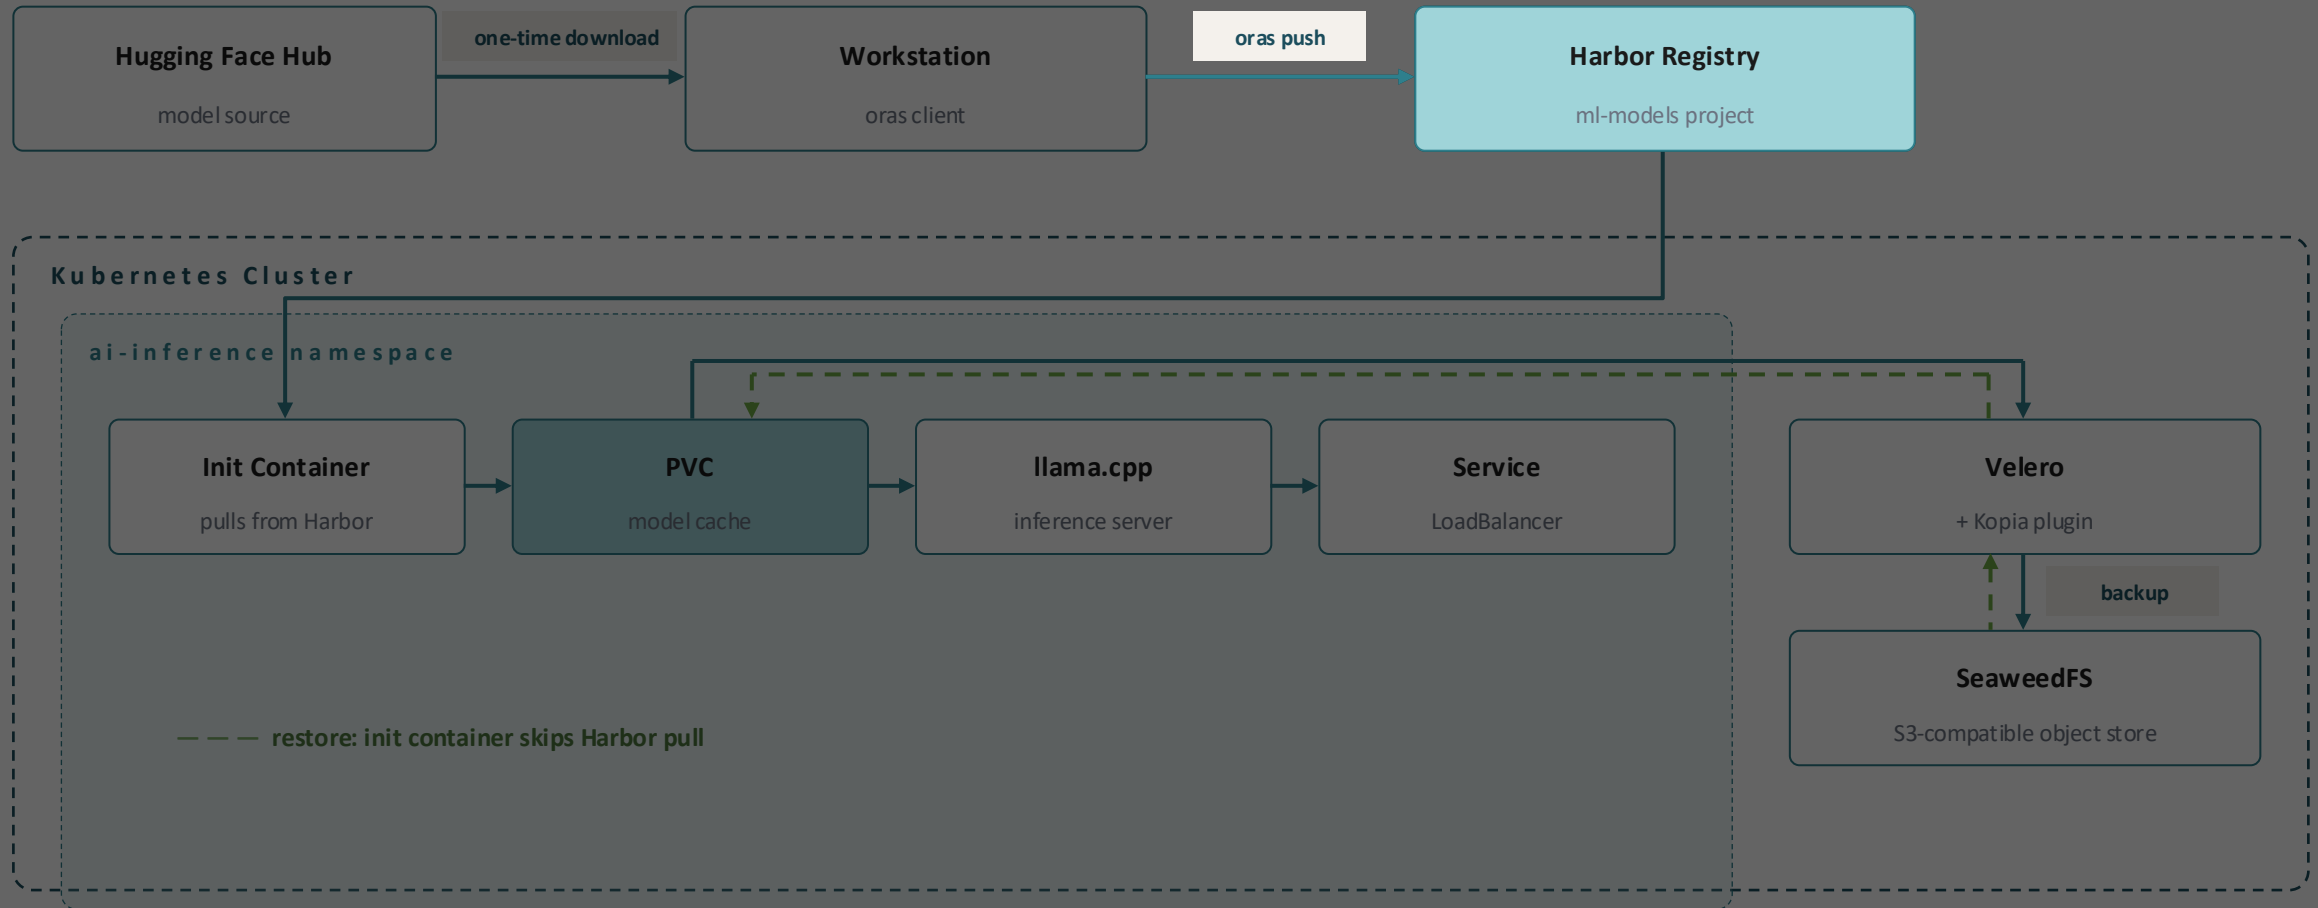 Hugging Face Hub
model source
one-time download
Workstation
oras client
oras push
Harbor Registry
ml-models project
Kubernetes Cluster
ai-inference namespace
Init Container
pulls from Harbor
PVC
model cache
llama.cpp
inference server
Service
LoadBalancer
Velero
+ Kopia plugin
backup
SeaweedFS
S3-compatible object store
restore: init container skips Harbor pull